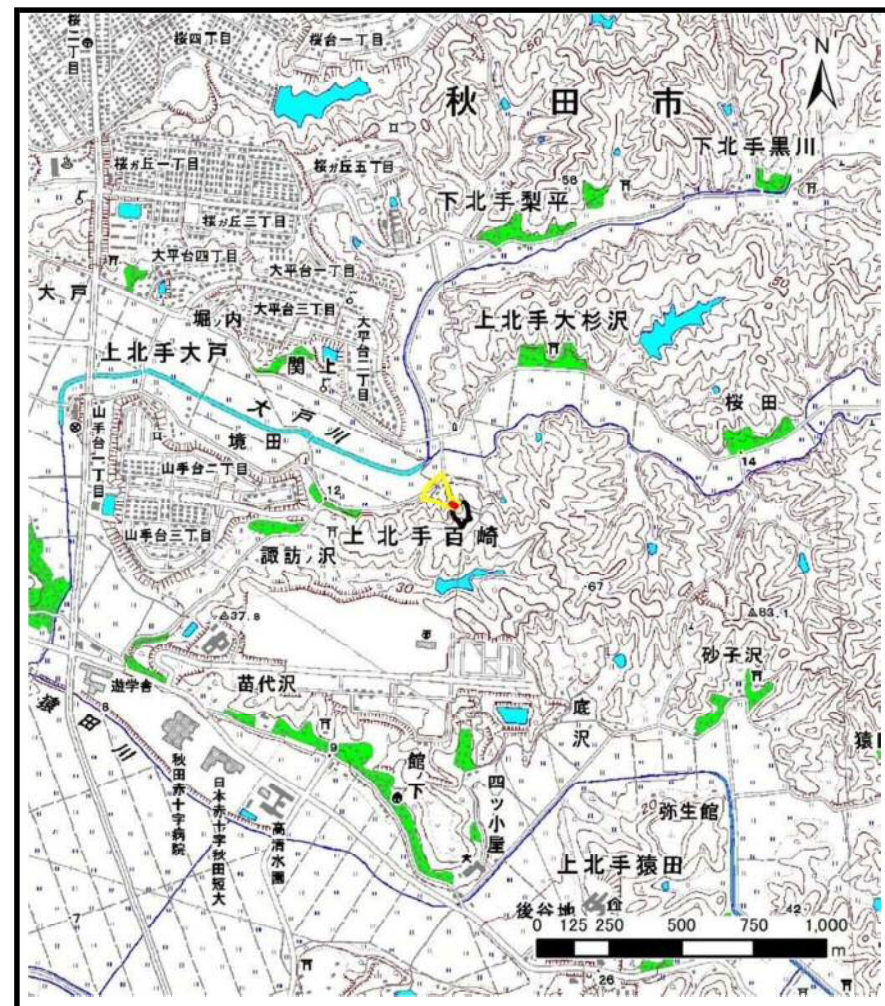 桜二丁目
桜四丁目
桜台一丁目
N
秋田市
50
下北手黒川
桜ガ丘一丁目
桜ガ丘五丁目
58
下北手梨平
桜ガ丘三丁目
大平台四丁目
大平台一丁目
大戸
堀ノ内
大平台三丁目
大平台二丁目
上北手大杉沢
上北手大戸
関上
大戸川
桜田
14
山手台一丁目
境田
山手台二丁目
12
山手台三丁目
上北手百崎
諏訪ノ沢
30
67
37.8
83.1
砂子沢
遊学舎
苗代沢
底沢
8
猿田川
9
館ノ下
四ツ小屋
秋田赤十字病院
日本赤十字秋田短大
高清水園
20
弥生館
上北手猿田
7
後谷地
42
0 125 250 500 750 1,000
m
26